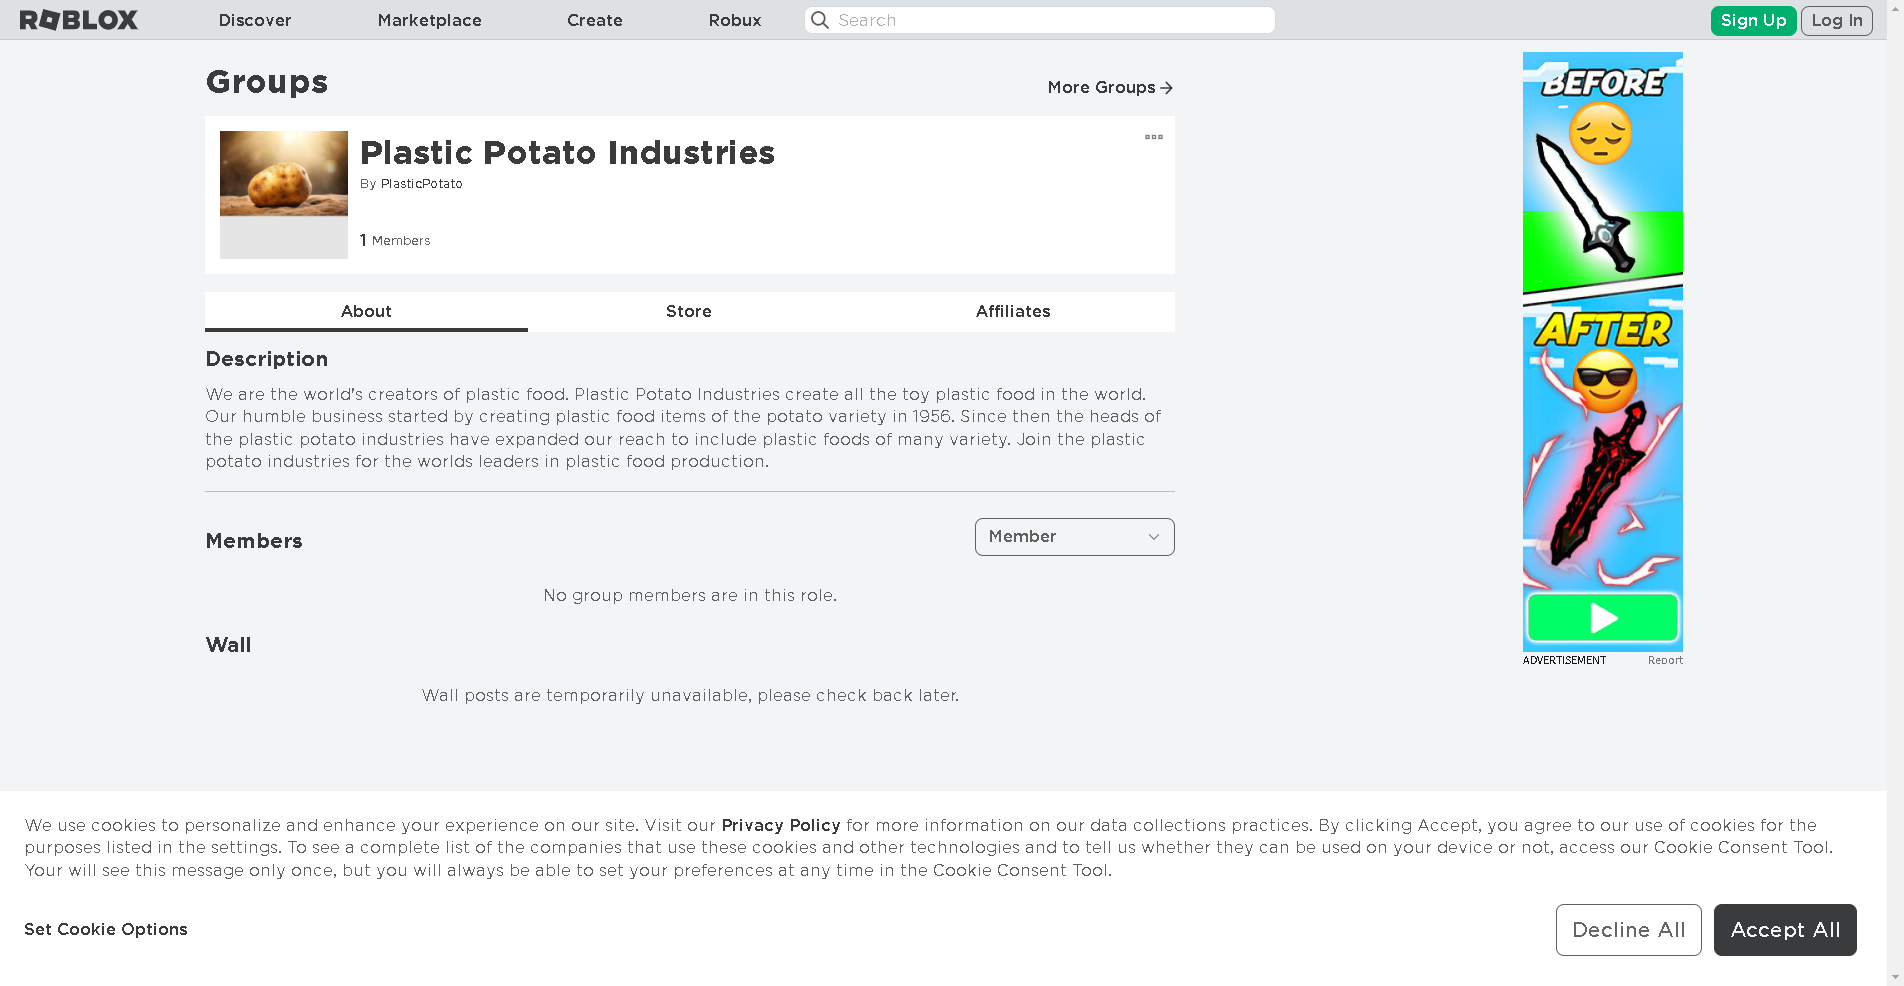 ROBLOX
Discover
Marketplace
Create
Robux
Search
Sign Up
Log In
Groups
More Groups
Plastic Potato Industries
By PlasticPotato
1 Members
About
Store
Affiliates
Description
We are the world's creators of plastic food. Plastic Potato Industries create all the toy plastic food in the world.
Our humble business started by creating plastic food items of the potato variety in 1956. Since then the heads of
the plastic potato industries have expanded our reach to include plastic foods of many variety. Join the plastic
potato industries for the worlds leaders in plastic food production.
Members
Member
No group members are in this role.
Wall
Wall posts are temporarily unavailable, please check back later.
BEFORE
AFTER
ADVERTISEMENT
Report
We use cookies to personalize and enhance your experience on our site. Visit our Privacy Policy for more information on our data collections practices. By clicking Accept, you agree to our use of cookies for the
purposes listed in the settings. To see a complete list of the companies that use these cookies and other technologies and to tell us whether they can be used on your device or not, access our Cookie Consent Tool.
Your will see this message only once, but you will always be able to set your preferences at any time in the Cookie Consent Tool.
Set Cookie Options
Decline All
Accept All